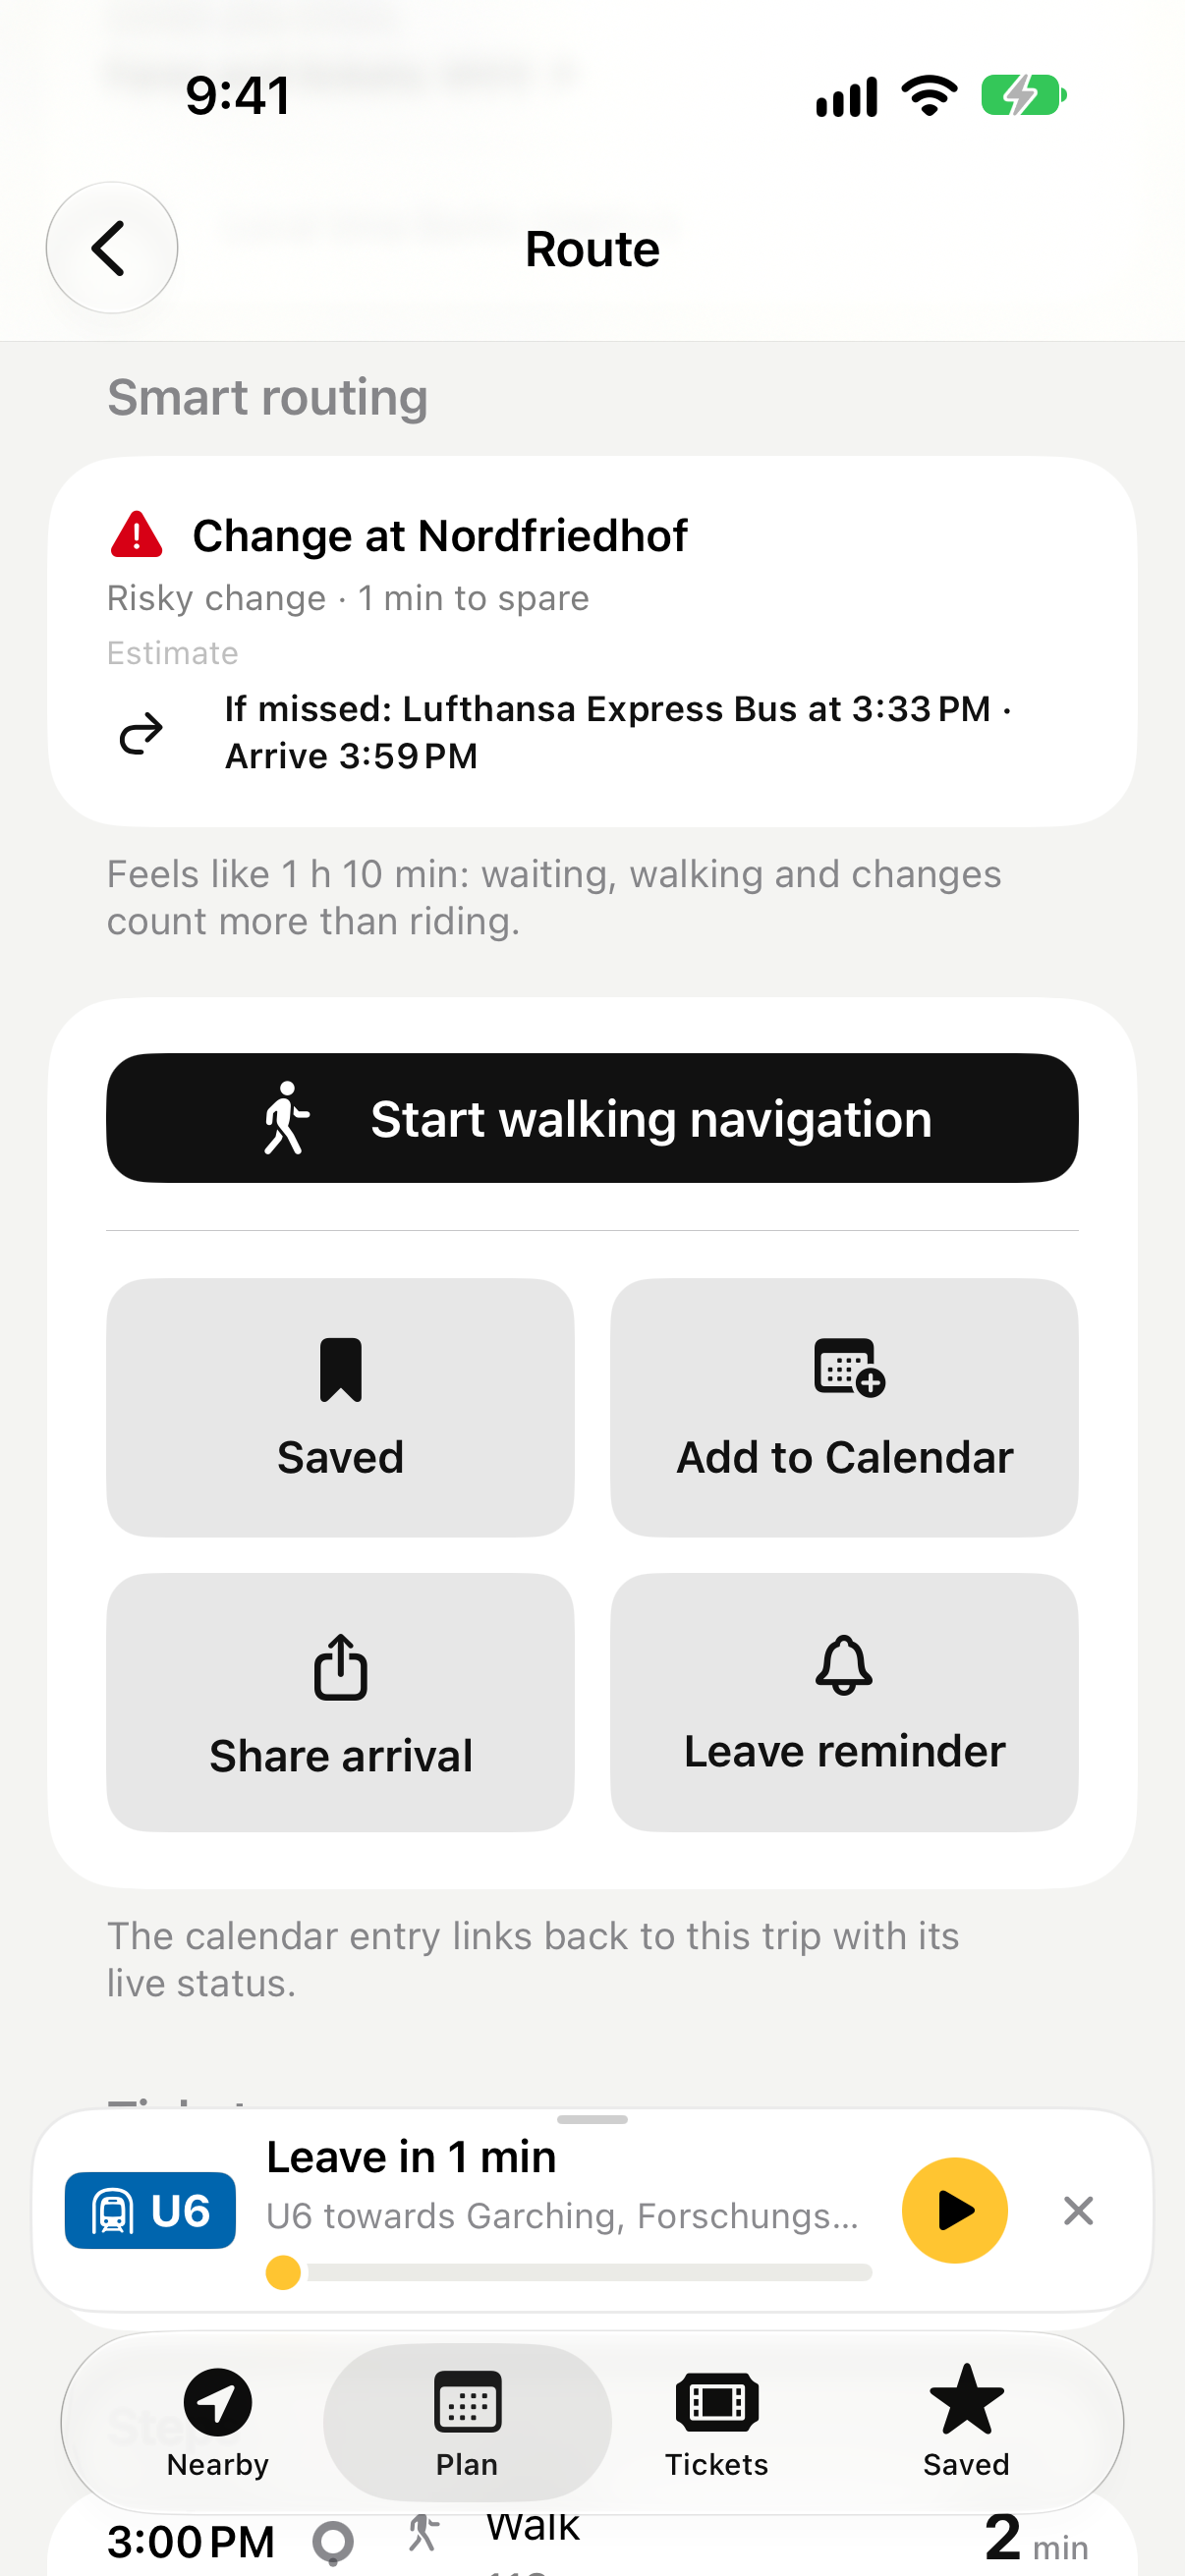 9:41
Route
Smart routing
Change at Nordfriedhof
Risky change · 1 min to spare
Estimate
If missed: Lufthansa Express Bus at 3:33 PM ·
Arrive 3:59 PM
Feels like 1 h 10 min: waiting, walking and changes
count more than riding.
Start walking navigation
Saved
Add to Calendar
Share arrival
Leave reminder
The calendar entry links back to this trip with its
live status.
Leave in 1 min
U6
U6 towards Garching, Forschungs...
Nearby
Plan
Tickets
Saved
3:00 PM
Walk
2 min